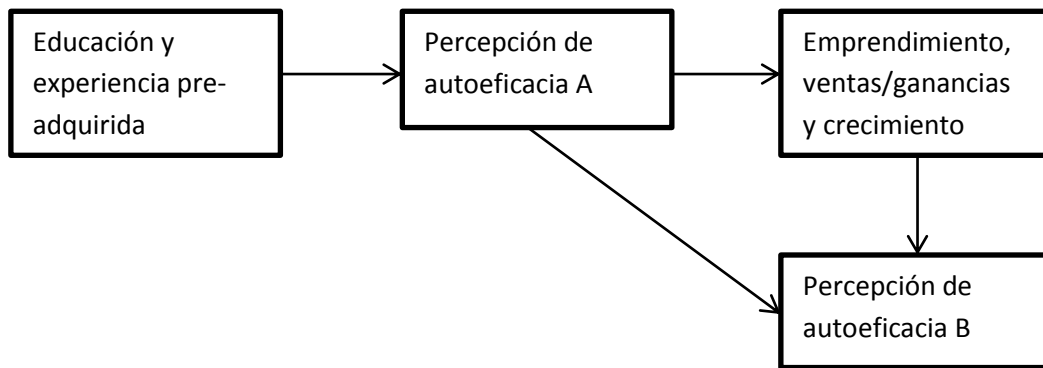 Educación y
experiencia pre-
adquirida
Percepción de
autoeficacia A
Emprendimiento,
ventas/ganancias
y crecimiento
Percepción de
autoeficacia B